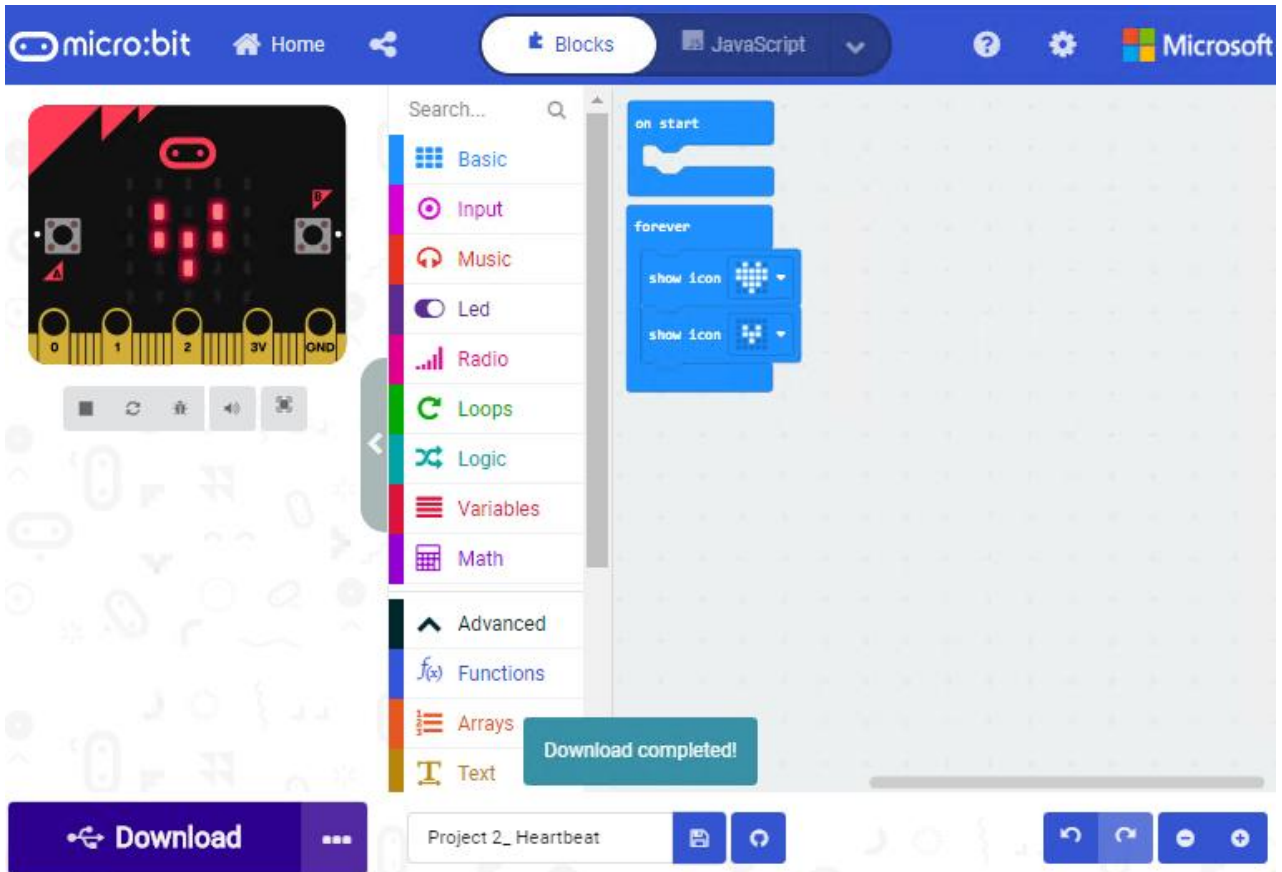 micro:bit
Home
Blocks
JavaScript
Microsoft
A
B
0 1 2 3V GND
Search...
Basic
Input
Music
Led
Radio
Loops
Logic
Variables
Math
Advanced
f(x) Functions
Arrays
T Text
on start
forever
show icon
show icon
Download completed!
Download
Project 2_ Heartbeat